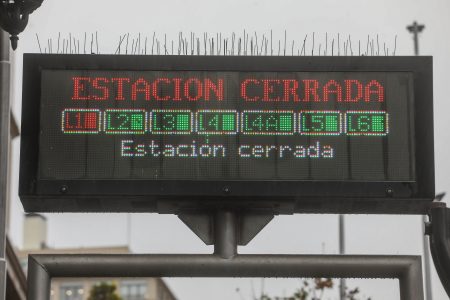 ESTACION CERRADA
L1 L2 L3 L4 L4A L5 L6
Estación cerrada